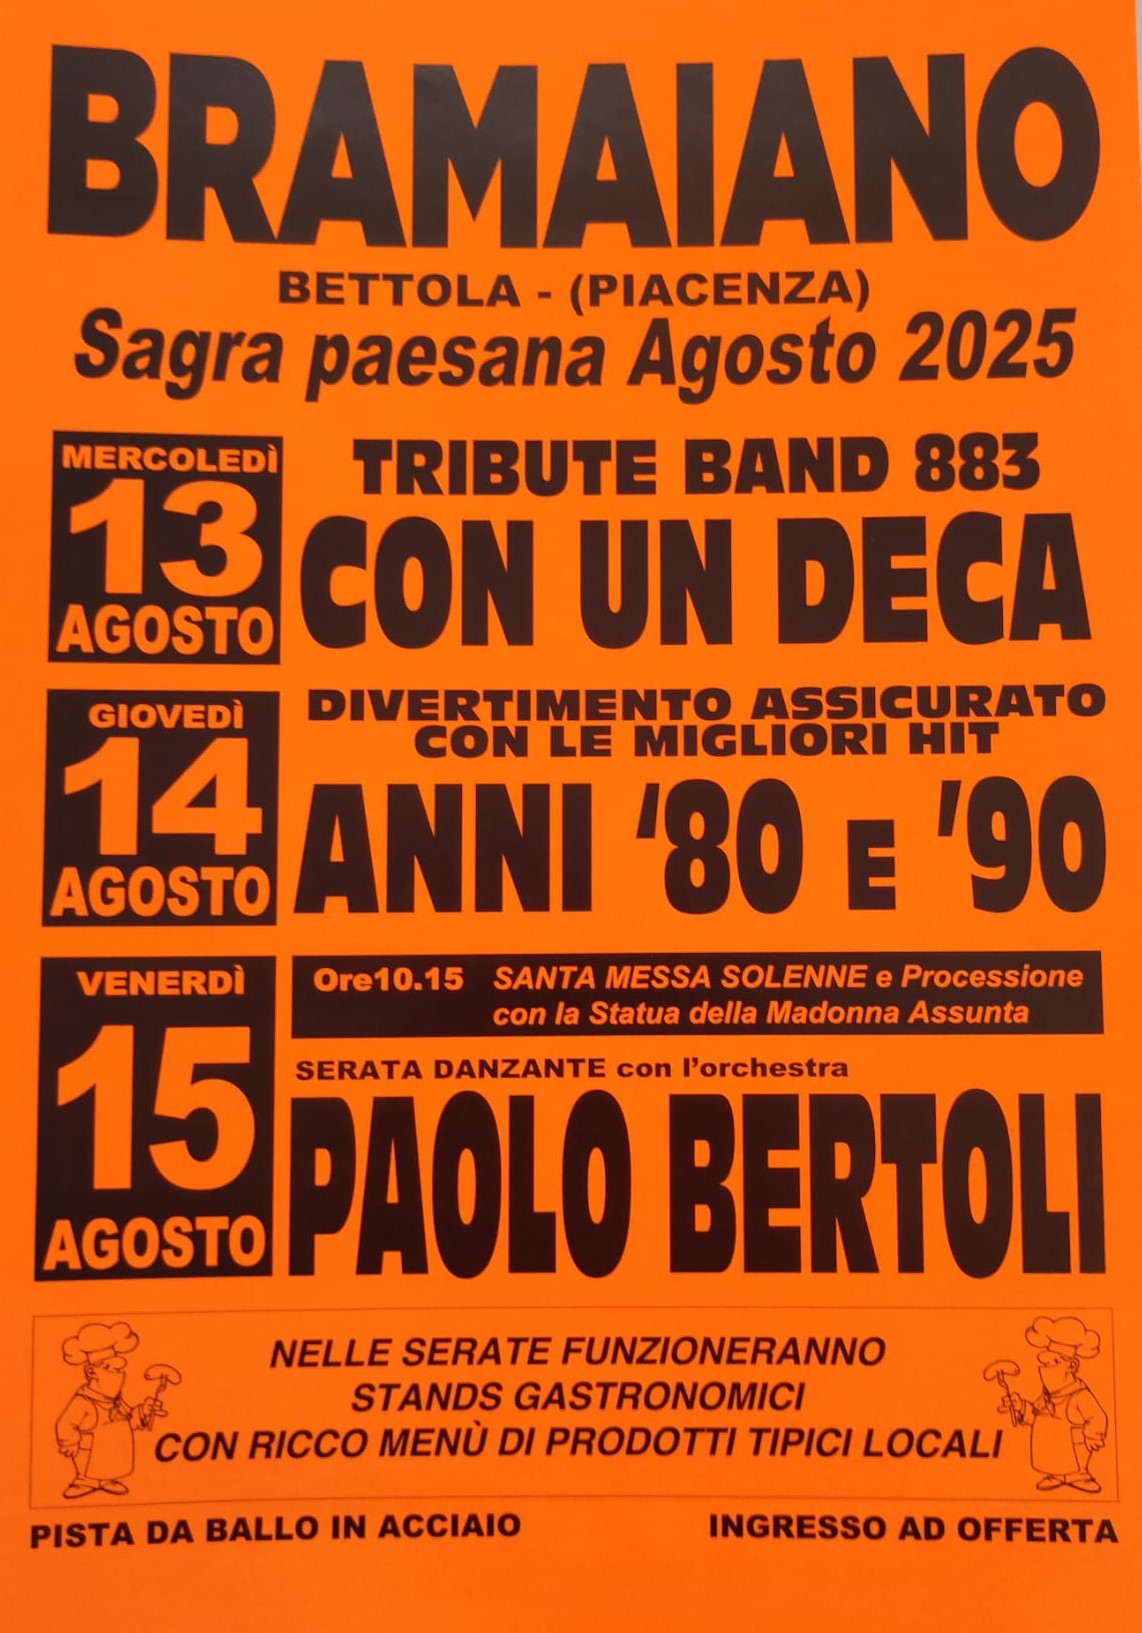 BRAMAIANO
BETTOLA - (PIACENZA)
Sagra paesana Agosto 2025
MERCOLEDÌ
13
AGOSTO
TRIBUTE BAND 883
CON UN DECA
GIOVEDÌ
14
AGOSTO
DIVERTIMENTO ASSICURATO
CON LE MIGLIORI HIT
ANNI '80 E '90
VENERDÌ
15
AGOSTO
Ore10.15 SANTA MESSA SOLENNE e Processione
con la Statua della Madonna Assunta
SERATA DANZANTE con l'orchestra
PAOLO BERTOLI
NELLE SERATE FUNZIONERANNO
STANDS GASTRONOMICI
CON RICCO MENÙ DI PRODOTTI TIPICI LOCALI
PISTA DA BALLO IN ACCIAIO
INGRESSO AD OFFERTA